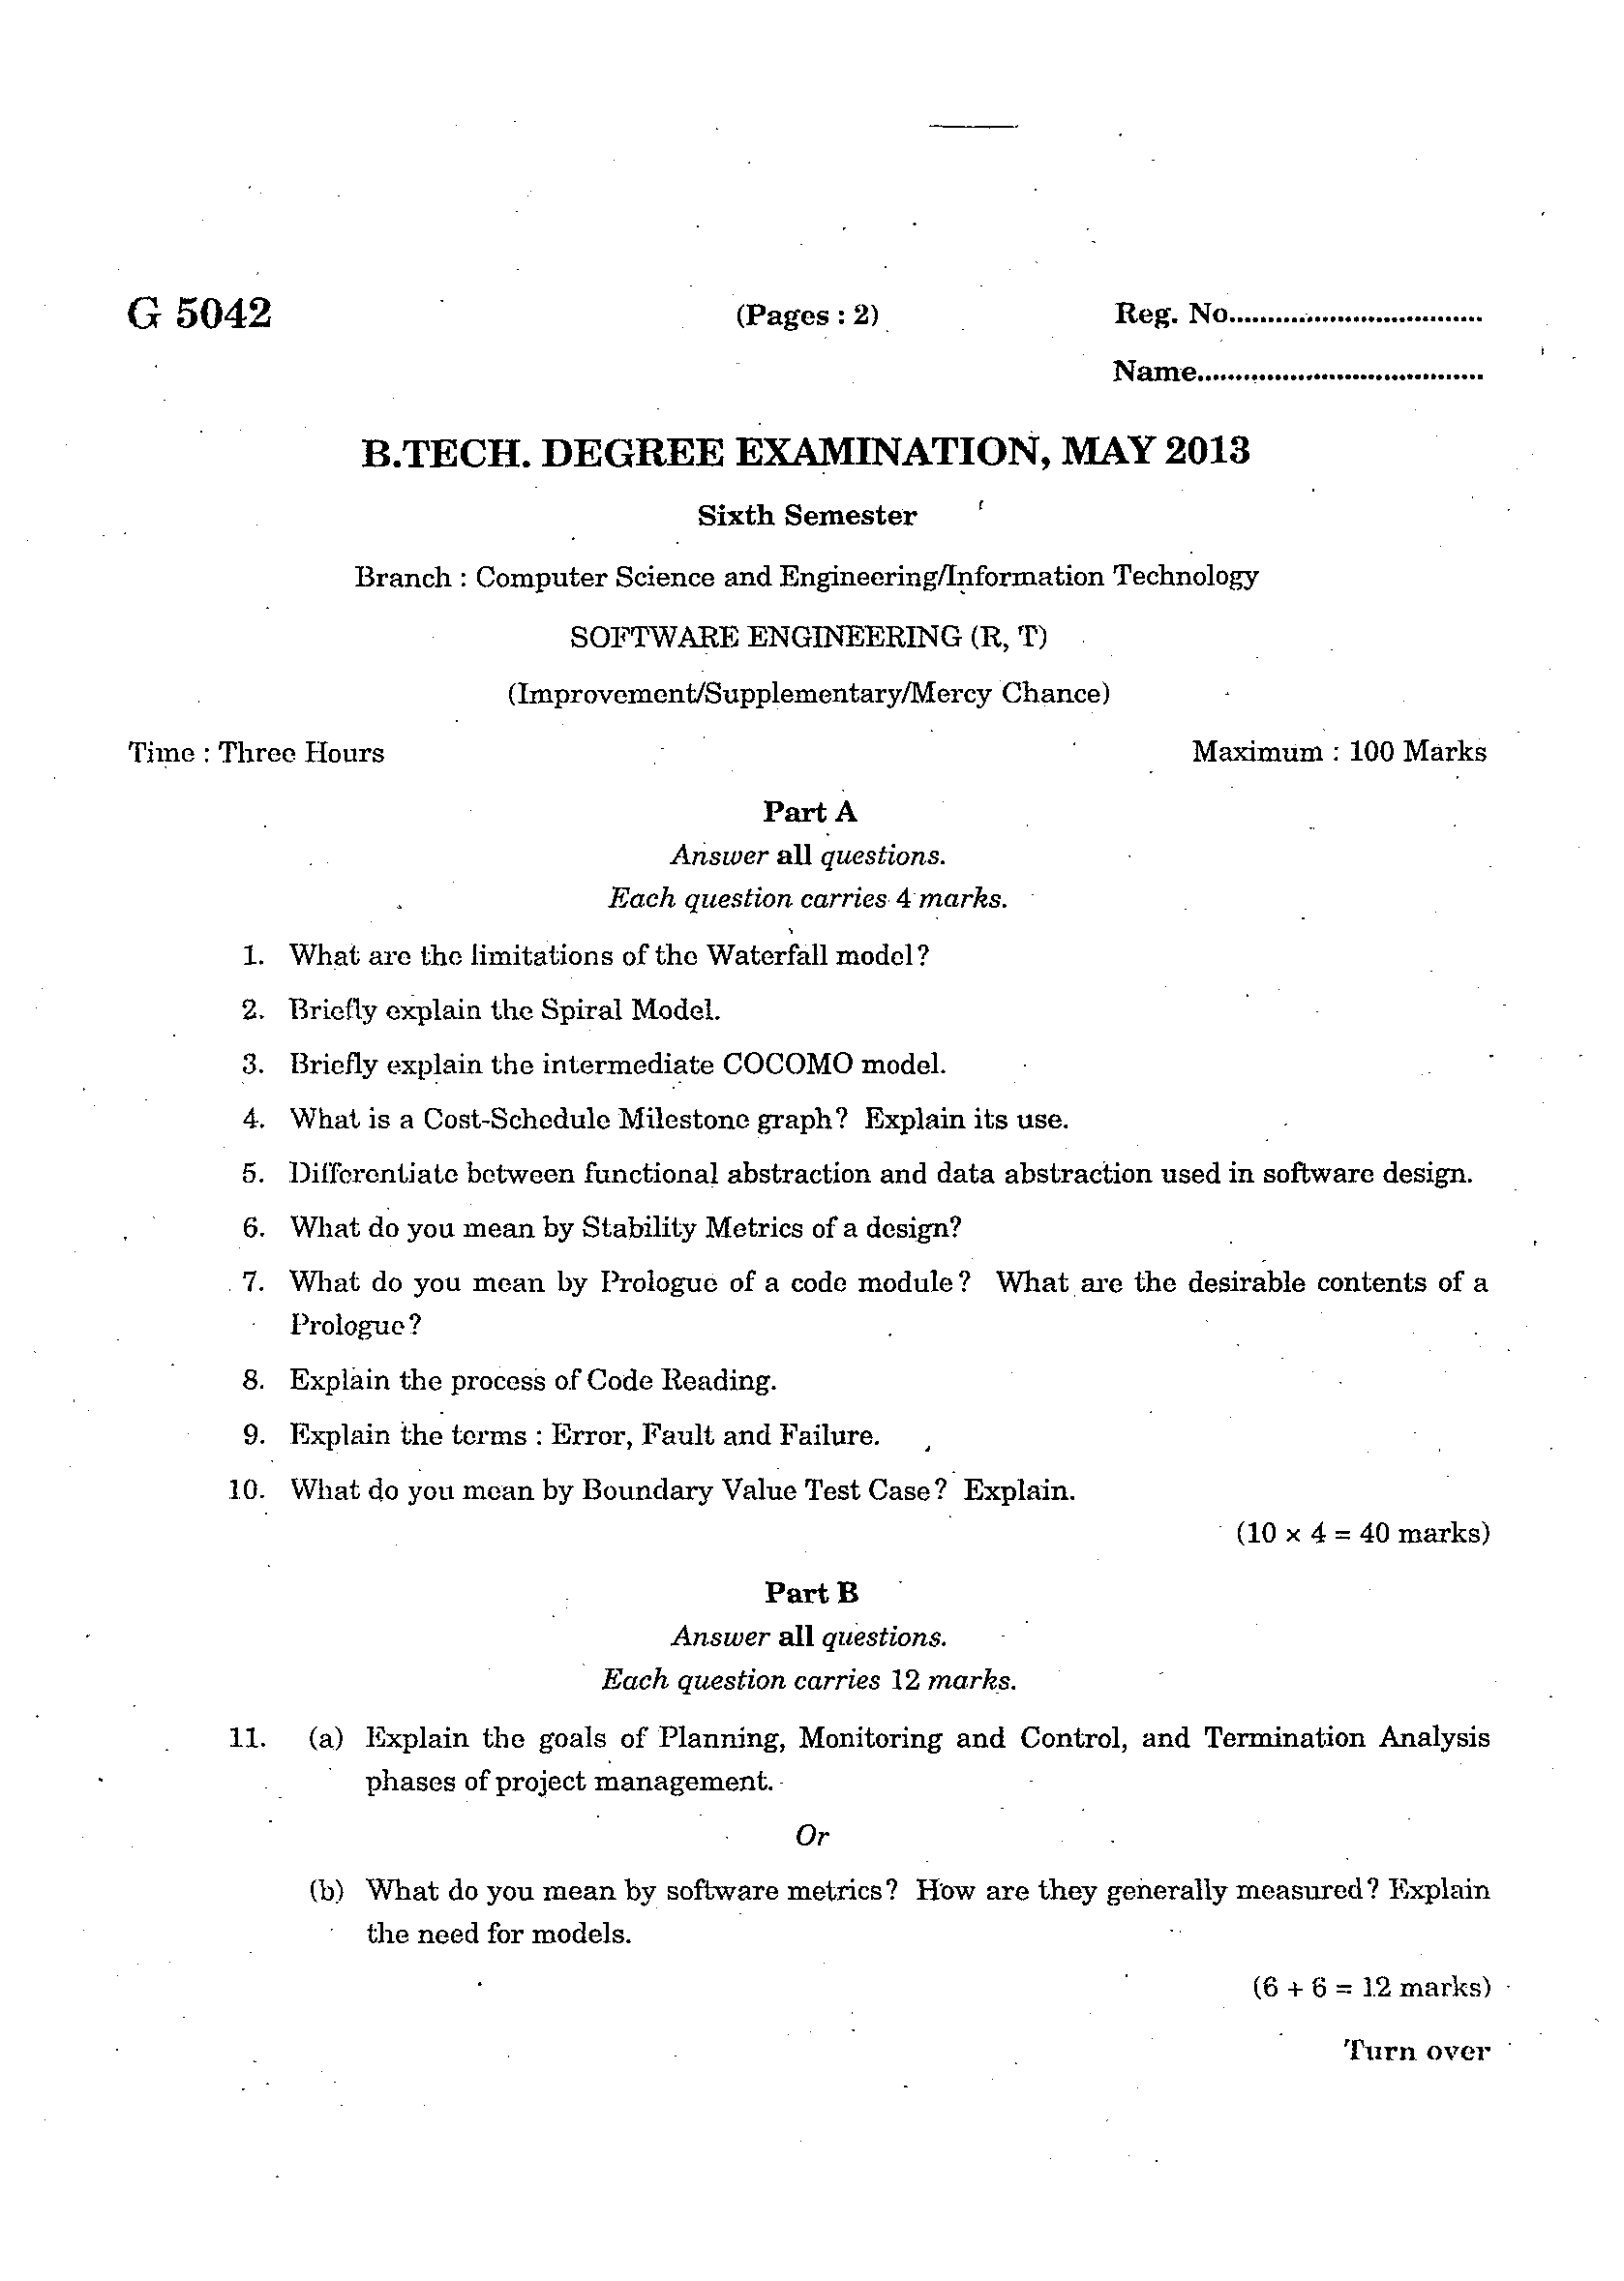 G 5042
(Pages : 2)
Reg. No.................................
Name.....................................
B.TECH. DEGREE EXAMINATION, MAY 2013
Sixth Semester
Branch : Computer Science and Engineering/Information Technology
SOFTWARE ENGINEERING (R, T)
(Improvement/Supplementary/Mercy Chance)
Time : Three Hours
Maximum : 100 Marks
Part A
Answer all questions.
Each question carries 4 marks.
1. What are the limitations of the Waterfall model?
2. Briefly explain the Spiral Model.
3. Briefly explain the intermediate COCOMO model.
4. What is a Cost-Schedule Milestone graph? Explain its use.
5. Differentiate between functional abstraction and data abstraction used in software design.
6. What do you mean by Stability Metrics of a design?
7. What do you mean by Prologue of a code module? What are the desirable contents of a
Prologue?
8. Explain the process of Code Reading.
9. Explain the terms : Error, Fault and Failure.
10. What do you mean by Boundary Value Test Case? Explain.
(10 × 4 = 40 marks)
Part B
Answer all questions.
Each question carries 12 marks.
11. (a) Explain the goals of Planning, Monitoring and Control, and Termination Analysis
phases of project management.
Or
(b) What do you mean by software metrics? How are they generally measured? Explain
the need for models.
(6 + 6 = 12 marks)
Turn over